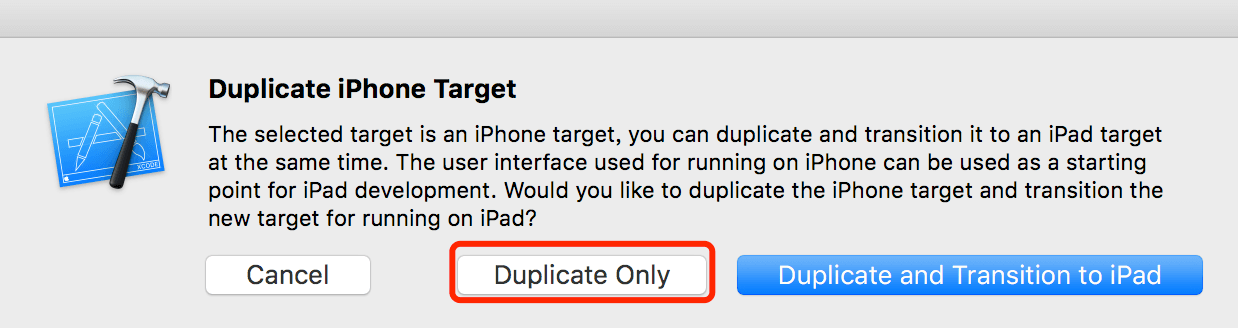 Duplicate iPhone Target
The selected target is an iPhone target, you can duplicate and transition it to an iPad target
at the same time. The user interface used for running on iPhone can be used as a starting
point for iPad development. Would you like to duplicate the iPhone target and transition the
new target for running on iPad?
XCODE
Cancel
Duplicate Only
Duplicate and Transition to iPad